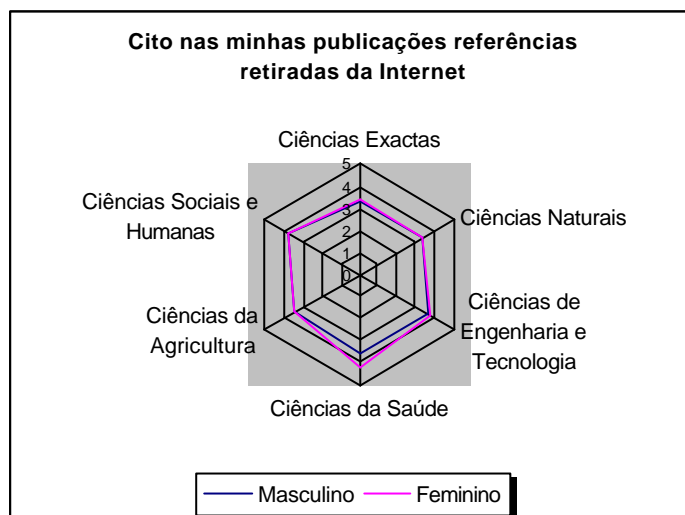 Cito nas minhas publicações referências
retiradas da Internet
Ciências Exactas
5
4
3
2
1
0
Ciências Naturais
Ciências de
Engenharia e
Tecnologia
Ciências da Saúde
Ciências da
Agricultura
Ciências Sociais e
Humanas
Masculino
Feminino